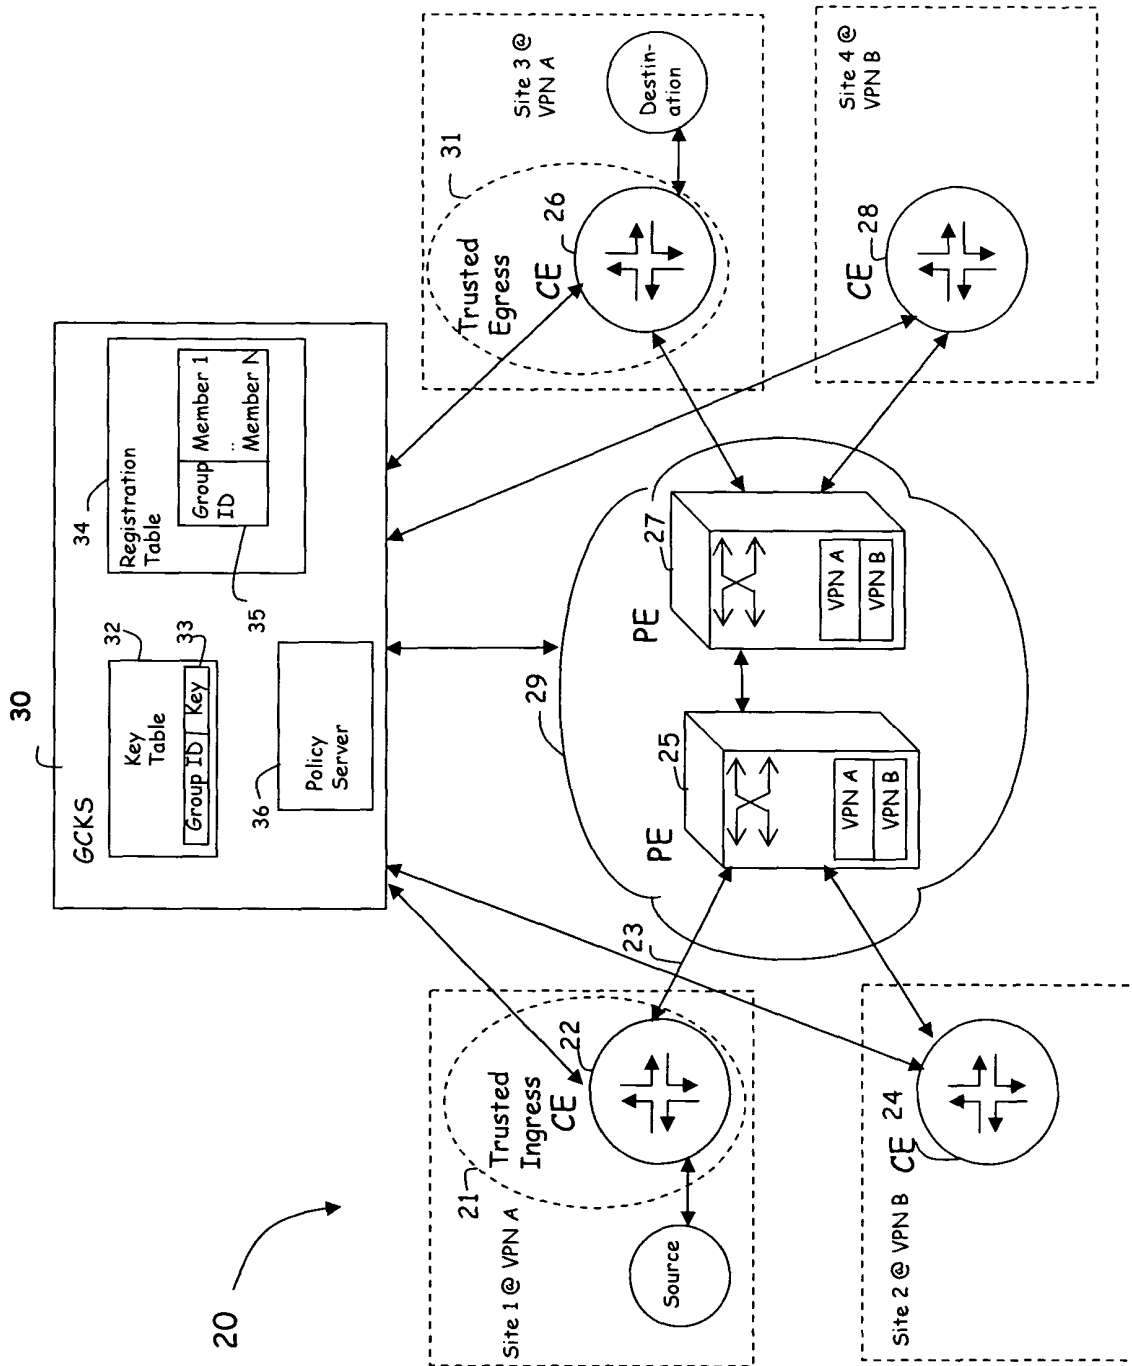 20
30
GCKS
Key
Table
32
Group ID
Key
33
34
Registration
Table
Group
ID
Member 1
..
Member N
35
36
Policy
Server
Site 1 @ VPN A
21
Trusted
Ingress
CE
22
Source
23
29
PE
25
VPN A
VPN B
PE
27
VPN A
VPN B
31
Trusted
Egress
CE
26
Site 3 @
VPN A
Destin-
ation
Site 2 @ VPN B
CE
24
CE
28
Site 4 @
VPN B